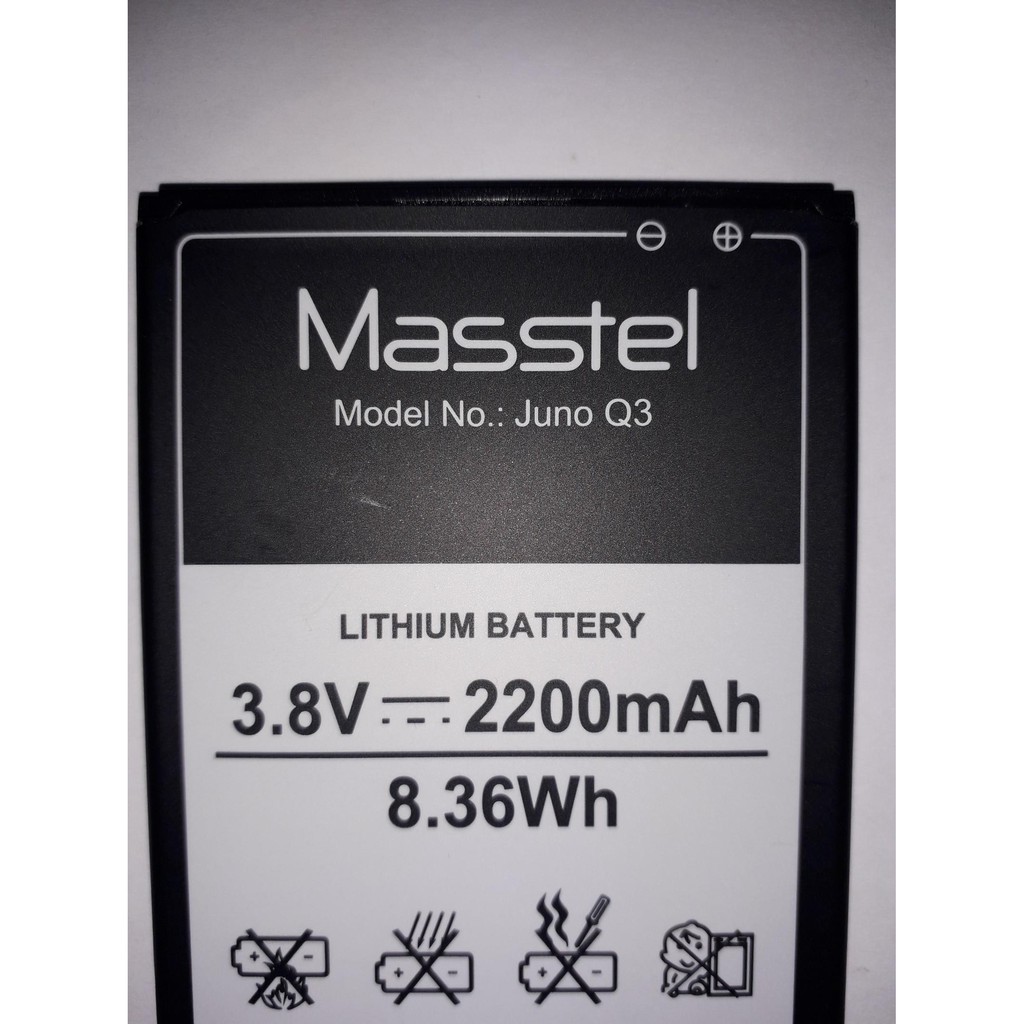 Masstel
Model No.: Juno Q3
LITHIUM BATTERY
3.8V 2200mAh
8.36Wh